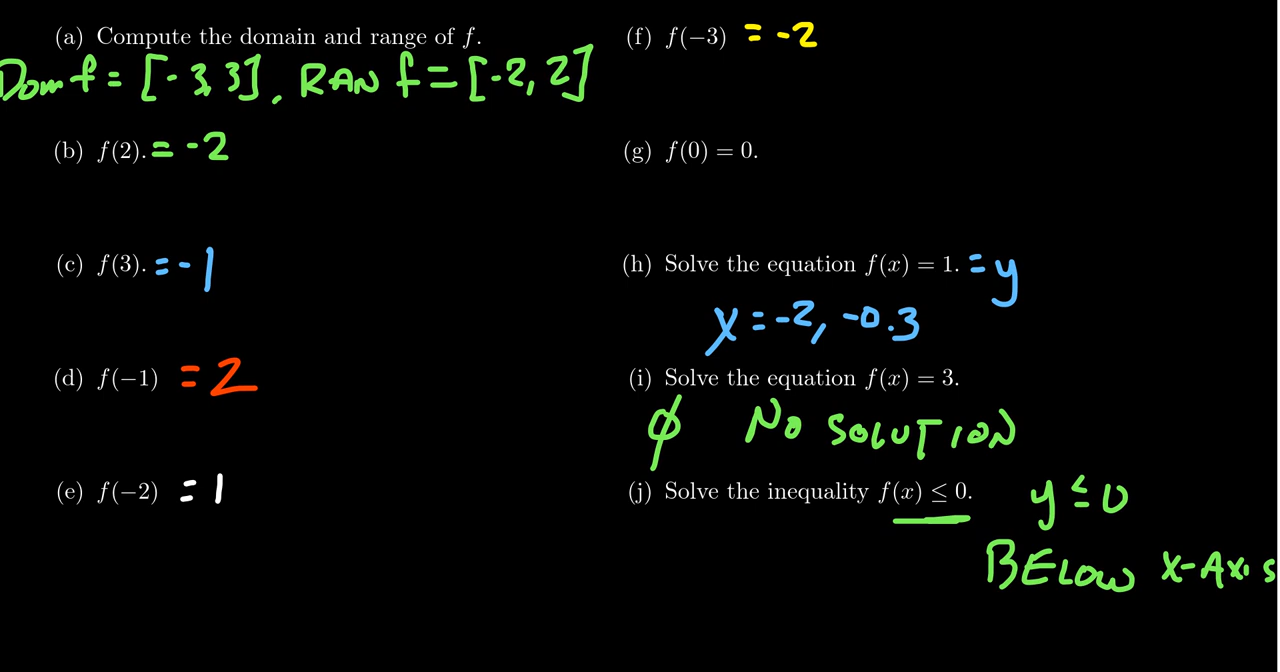 (a) Compute the domain and range of f.
Dom f = [-3, 3], RAN f = [-2, 2]
(b) f(2). = -2
(c) f(3). = -1
(d) f(−1) = 2
(e) f(−2) = 1
(f) f(−3) = -2
(g) f(0) = 0.
(h) Solve the equation f(x) = 1. = y
x = -2, -0.3
(i) Solve the equation f(x) = 3.
∅ NO SOLUTION
(j) Solve the inequality f(x) ≤ 0. y ≤ 0
BELOW X-AXIS